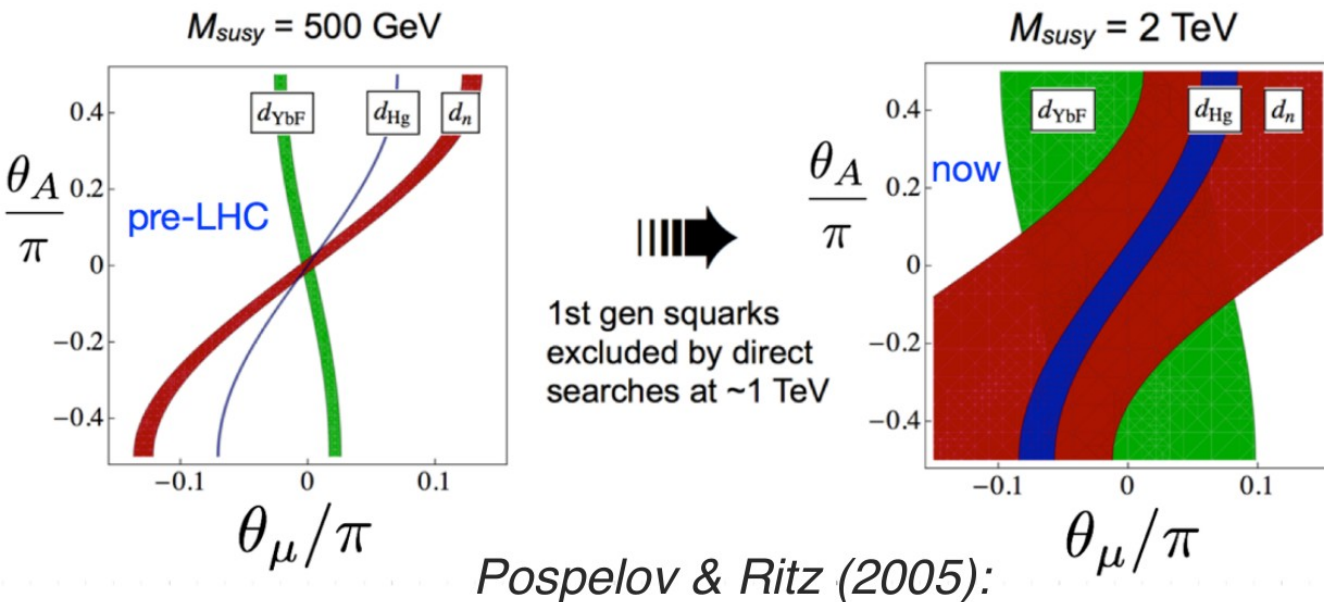 M_susy = 500 GeV
M_susy = 2 TeV
d_YbF
d_Hg
d_n
pre-LHC
θ_A
π
0.4
0.2
0
−0.2
−0.4
−0.1
0
0.1
θ_μ/π
1st gen squarks
excluded by direct
searches at ~1 TeV
d_YbF
d_Hg
d_n
now
θ_A
π
0.4
0.2
0
−0.2
−0.4
−0.1
0
0.1
θ_μ/π
Pospelov & Ritz (2005):